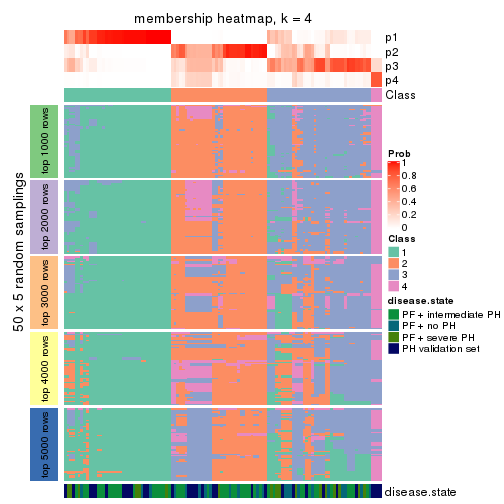 membership heatmap, k = 4
p1
p2
p3
p4
Class
50 x 5 random samplings
top 1000 rows
top 2000 rows
top 3000 rows
top 4000 rows
top 5000 rows
disease.state
Prob
1
0.8
0.6
0.4
0.2
0
Class
1
2
3
4
disease.state
PF+ intermediate PH
PF+ no PH
PF+ severe PH
PH validation set